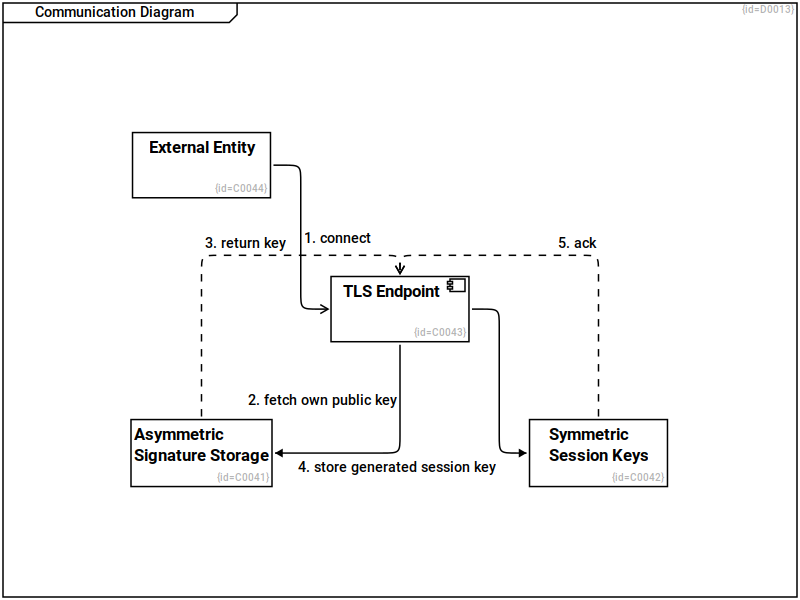 Communication Diagram
{id=D0013}
External Entity
{id=C0044}
3. return key
1. connect
5. ack
TLS Endpoint
{id=C0043}
2. fetch own public key
Asymmetric
Signature Storage
{id=C0041}
4. store generated session key
Symmetric
Session Keys
{id=C0042}